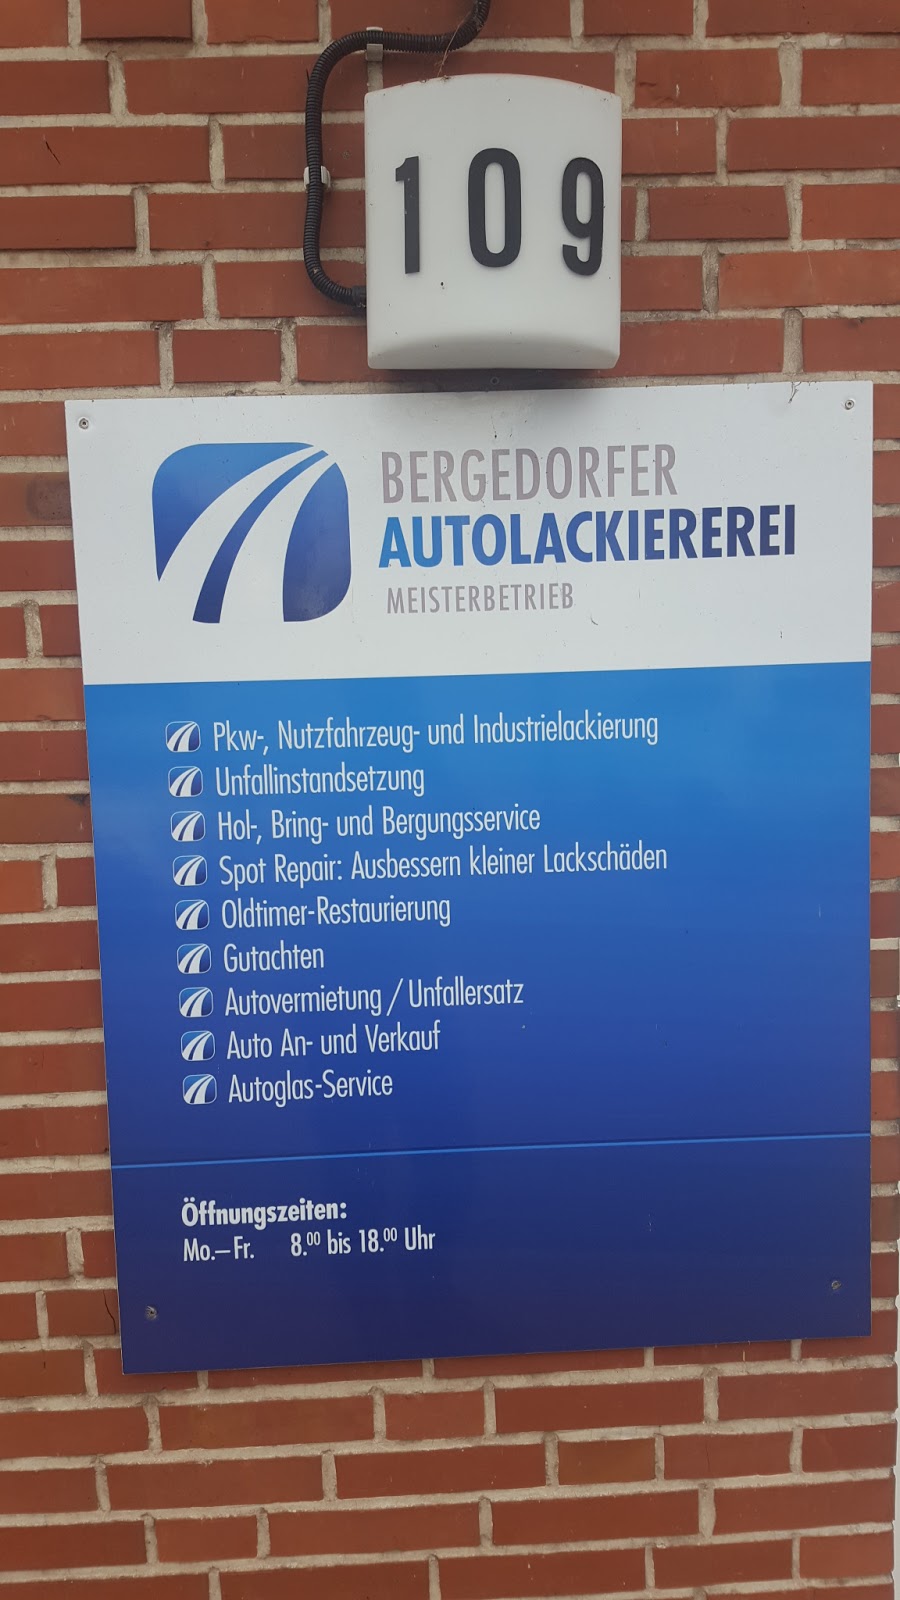 109
BERGEDORFER
AUTOLACKIEREREI
MEISTERBETRIEB
Pkw-, Nutzfahrzeug- und Industrielackierung
Unfallinstandsetzung
Hol-, Bring- und Bergungsservice
Spot Repair: Ausbessern kleiner Lackschäden
Oldtimer-Restaurierung
Gutachten
Autovermietung / Unfallersatz
Auto An- und Verkauf
Autoglas-Service
Öffnungszeiten:
Mo.–Fr. 8.00 bis 18.00 Uhr